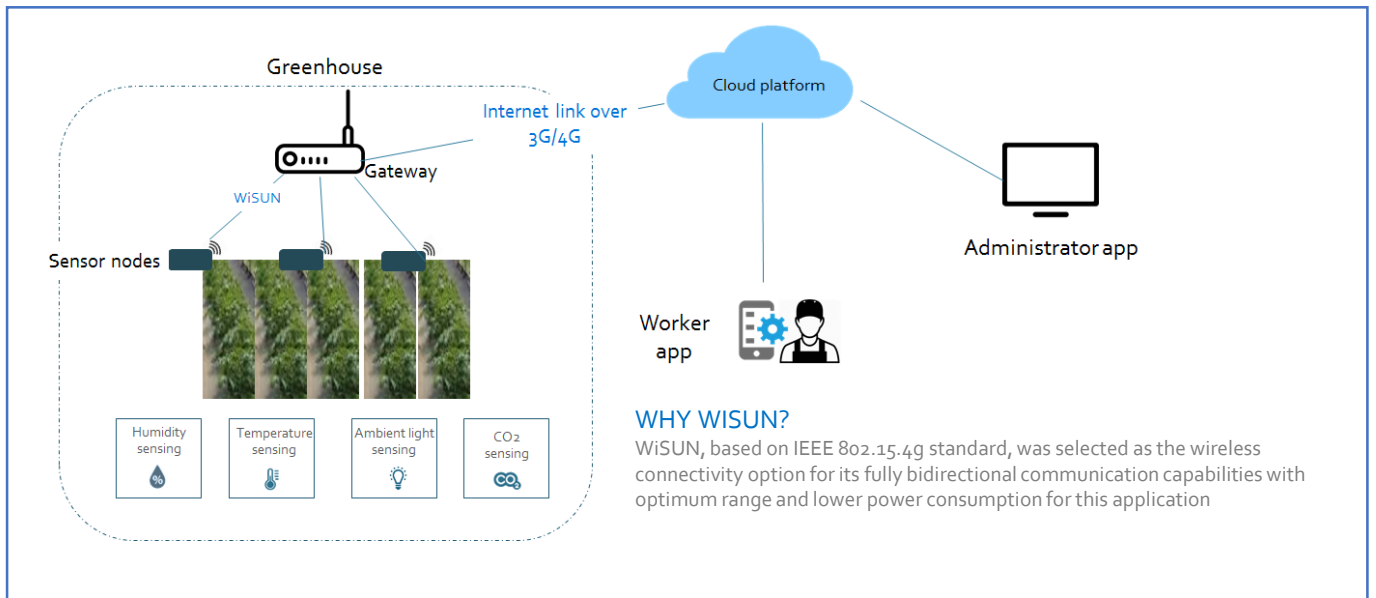 Greenhouse
Cloud platform
Internet link over
3G/4G
Gateway
WiSUN
Sensor nodes
Administrator app
Worker
app
Humidity
sensing
%
Temperature
sensing
Ambient light
sensing
CO2
sensing
CO2
WHY WISUN?
WiSUN, based on IEEE 802.15.4g standard, was selected as the wireless
connectivity option for its fully bidirectional communication capabilities with
optimum range and lower power consumption for this application